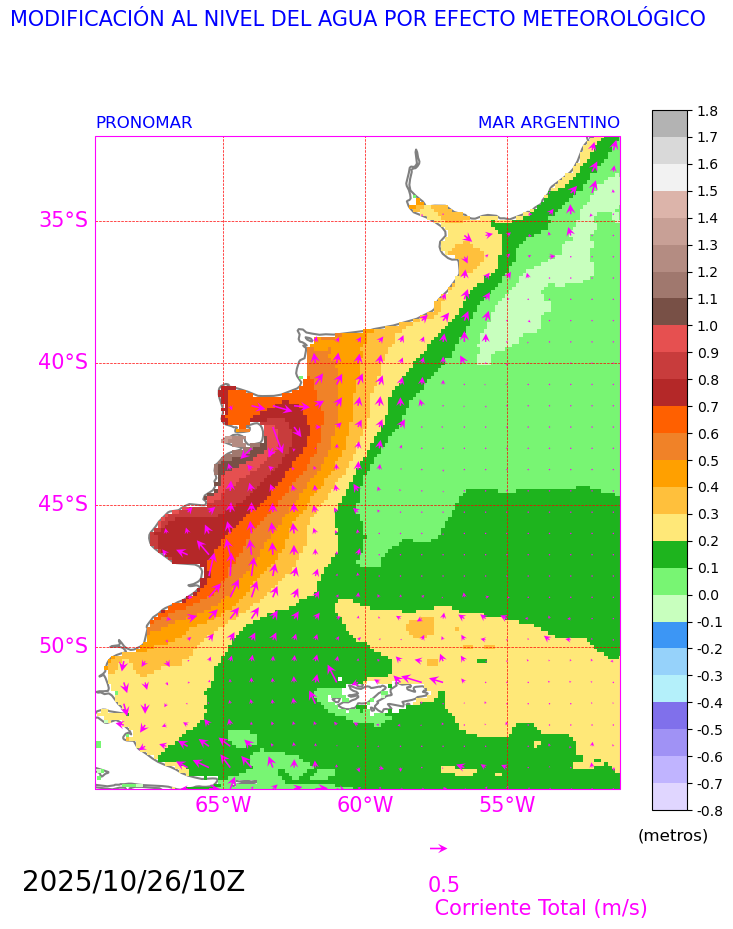 MODIFICACIÓN AL NIVEL DEL AGUA POR EFECTO METEOROLÓGICO
PRONOMAR
MAR ARGENTINO
35°S
40°S
45°S
50°S
65°W
60°W
55°W
1.8
1.7
1.6
1.5
1.4
1.3
1.2
1.1
1.0
0.9
0.8
0.7
0.6
0.5
0.4
0.3
0.2
0.1
0.0
-0.1
-0.2
-0.3
-0.4
-0.5
-0.6
-0.7
-0.8
(metros)
2025/10/26/10Z
0.5
Corriente Total (m/s)